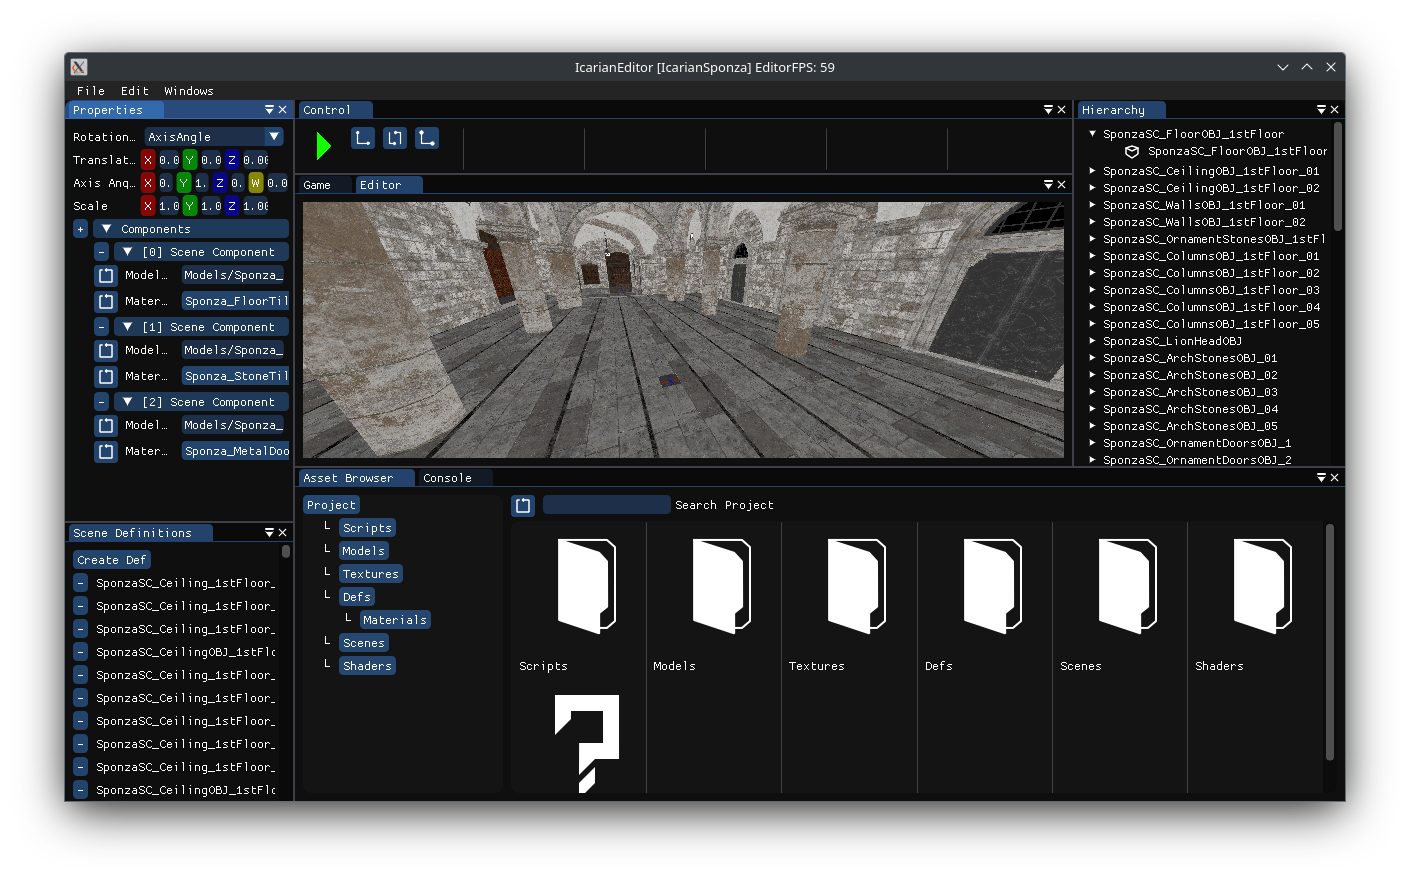 IcarianEditor [IcarianSponza] EditorFPS: 59
File Edit Windows
Properties
Rotation... AxisAngle
Translat... X 0.0 Y 0.0 Z 0.00
Axis Ang... X 0. Y 1. Z 0. W 0.0
Scale X 1.0 Y 1.0 Z 1.00
+ Components
- [0] Scene Component
Model... Models/Sponza_
Mater... Sponza_FloorTil
- [1] Scene Component
Model... Models/Sponza_
Mater... Sponza_StoneTil
- [2] Scene Component
Model... Models/Sponza_
Mater... Sponza_MetalDoo
Scene Definitions
Create Def
- SponzaSC_Ceiling_1stFloor_
- SponzaSC_Ceiling_1stFloor_
- SponzaSC_Ceiling_1stFloor_
- SponzaSC_CeilingOBJ_1stFlo
- SponzaSC_Ceiling_1stFloor_
- SponzaSC_Ceiling_1stFloor_
- SponzaSC_Ceiling_1stFloor_
- SponzaSC_Ceiling_1stFloor_
- SponzaSC_Ceiling_1stFloor_
- SponzaSC_CeilingOBJ_1stFlo
Control
Game Editor
Hierarchy
SponzaSC_FloorOBJ_1stFloor
SponzaSC_FloorOBJ_1stFloor
SponzaSC_CeilingOBJ_1stFloor_01
SponzaSC_CeilingOBJ_1stFloor_02
SponzaSC_WallsOBJ_1stFloor_01
SponzaSC_WallsOBJ_1stFloor_02
SponzaSC_OrnamentStonesOBJ_1stFl
SponzaSC_ColumnsOBJ_1stFloor_01
SponzaSC_ColumnsOBJ_1stFloor_02
SponzaSC_ColumnsOBJ_1stFloor_03
SponzaSC_ColumnsOBJ_1stFloor_04
SponzaSC_ColumnsOBJ_1stFloor_05
SponzaSC_LionHeadOBJ
SponzaSC_ArchStonesOBJ_01
SponzaSC_ArchStonesOBJ_02
SponzaSC_ArchStonesOBJ_03
SponzaSC_ArchStonesOBJ_04
SponzaSC_ArchStonesOBJ_05
SponzaSC_OrnamentDoorsOBJ_1
SponzaSC_OrnamentDoorsOBJ_2
Asset Browser Console
Project
Scripts
Models
Textures
Defs
Materials
Scenes
Shaders
Search Project
Scripts Models Textures Defs Scenes Shaders
?